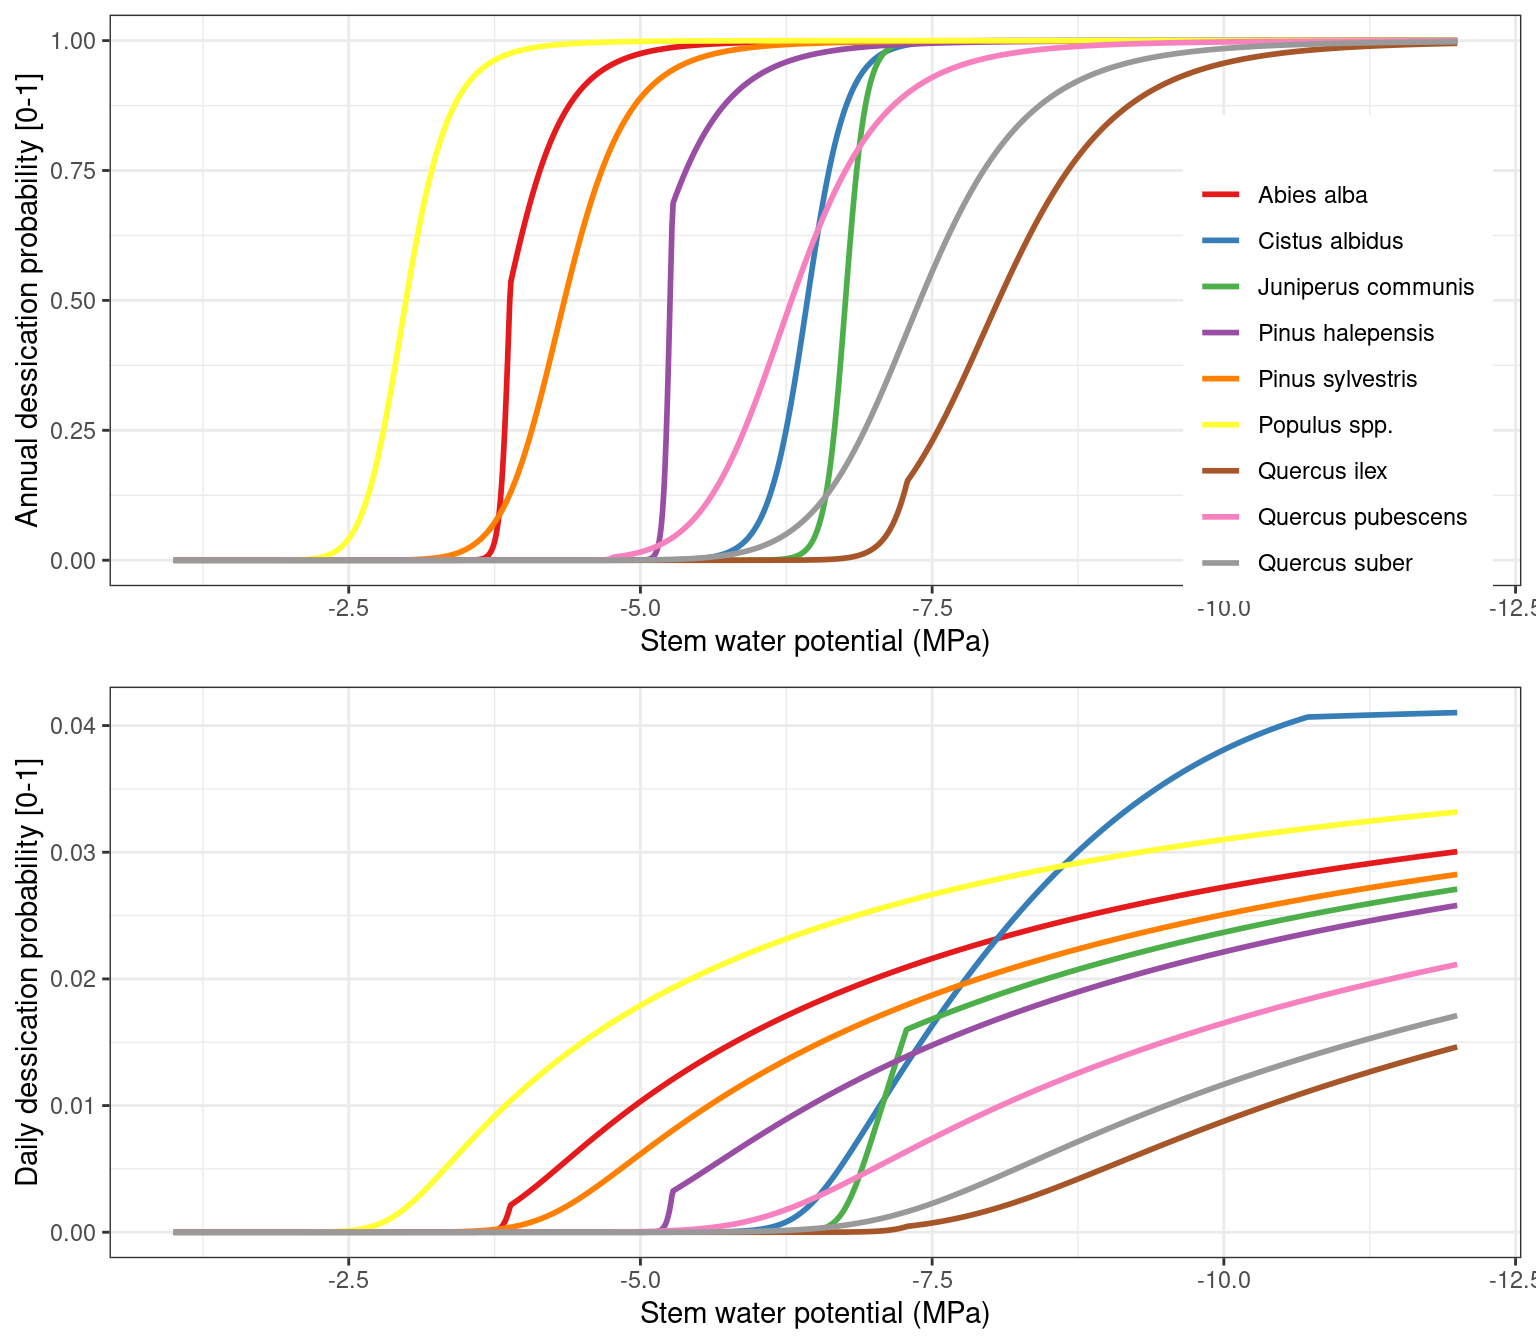 Annual dessication probability [0-1]
1.00
0.75
0.50
0.25
0.00
Abies alba
Cistus albidus
Juniperus communis
Pinus halepensis
Pinus sylvestris
Populus spp.
Quercus ilex
Quercus pubescens
Quercus suber
-2.5 -5.0 -7.5 -10.0 -12.5
Stem water potential (MPa)
Daily dessication probability [0-1]
0.04
0.03
0.02
0.01
0.00
-2.5 -5.0 -7.5 -10.0 -12.5
Stem water potential (MPa)